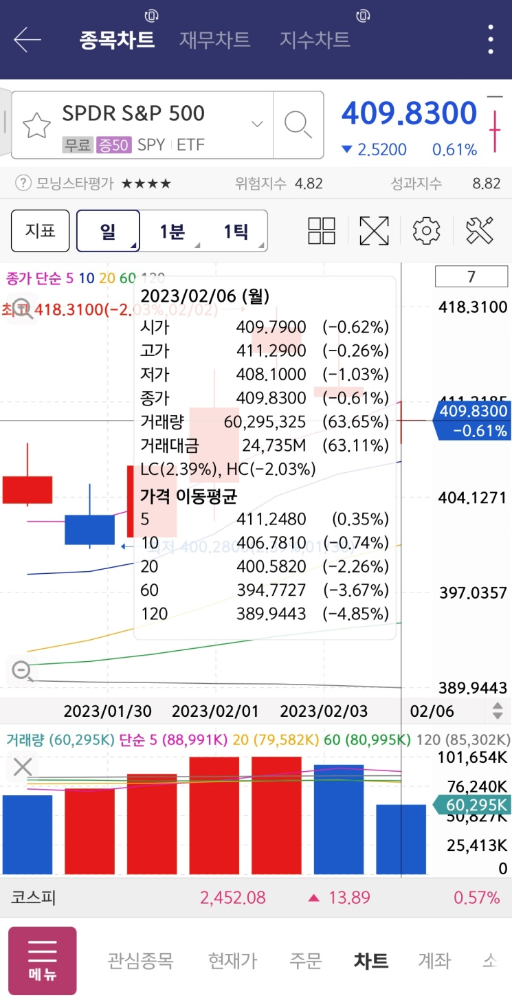 종목차트 재무차트 지수차트
SPDR S&P 500
무료 증50 SPY ETF
409.8300
▼ 2.5200 0.61%
? 모닝스타평가 ★★★★ 위험지수 4.82 성과지수 8.82
지표 일 1분 1틱
종가 단순 5 10 20 60 120
7
최고 418.3100(-2.03%,02/02)
418.3100
2023/02/06 (월)
시가 409.7900 (-0.62%)
고가 411.2900 (-0.26%)
저가 408.1000 (-1.03%)
종가 409.8300 (-0.61%)
거래량 60,295,325 (63.65%)
거래대금 24,735M (63.11%)
LC(2.39%), HC(-2.03%)
가격 이동평균
5 411.2480 (0.35%)
10 406.7810 (-0.74%)
20 400.5820 (-2.26%)
60 394.7727 (-3.67%)
120 389.9443 (-4.85%)
411.2185
409.8300
-0.61%
404.1271
최저 400.2800(2.39%,01/30)
397.0357
389.9443
2023/01/30 2023/02/01 2023/02/03 02/06
거래량 (60,295K) 단순 5 (88,991K) 20 (79,582K) 60 (80,995K) 120 (85,302K)
101,654K
76,240K
60,295K
50,827K
25,413K
0
코스피 2,452.08 ▲ 13.89 0.57%
메뉴 관심종목 현재가 주문 차트 계좌